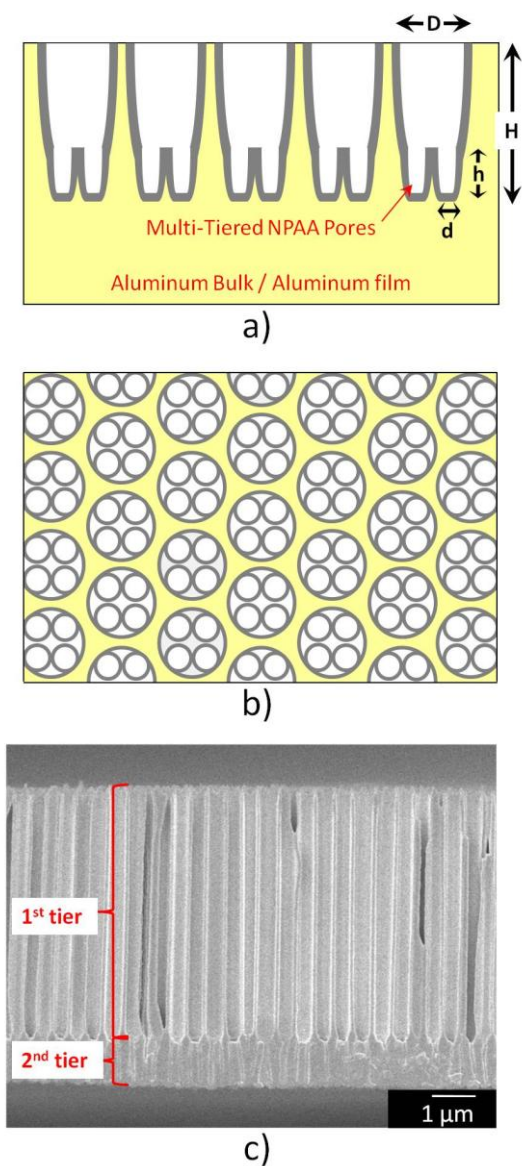 D
H
h
d
Multi-Tiered NPAA Pores
Aluminum Bulk / Aluminum film
a)
b)
1st tier
2nd tier
1 μm
c)